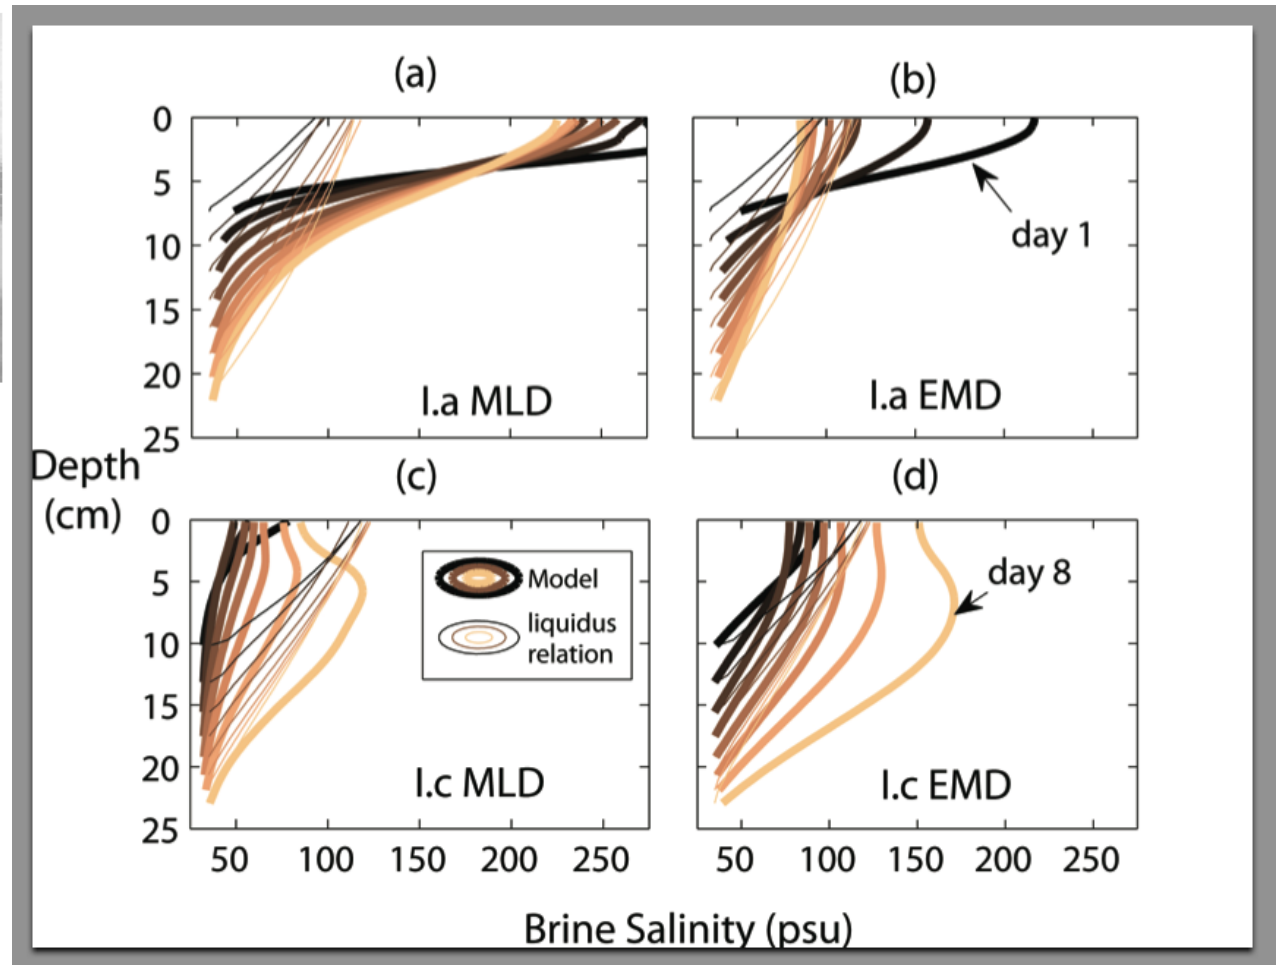 (a)
(b)
0
5
10
15
20
25
day 1
I.a MLD
I.a EMD
Depth
(cm)
(c)
(d)
0
5
10
15
20
25
Model
liquidus
relation
day 8
I.c MLD
I.c EMD
50 100 150 200 250
50 100 150 200 250
Brine Salinity (psu)